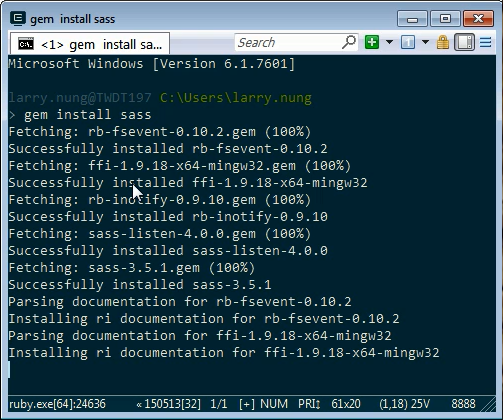 gem install sass
<1> gem install sa...
Search
Microsoft Windows [Version 6.1.7601]
larry.nung@TWDT197 C:\Users\larry.nung
> gem install sass
Fetching: rb-fsevent-0.10.2.gem (100%)
Successfully installed rb-fsevent-0.10.2
Fetching: ffi-1.9.18-x64-mingw32.gem (100%)
Successfully installed ffi-1.9.18-x64-mingw32
Fetching: rb-inotify-0.9.10.gem (100%)
Successfully installed rb-inotify-0.9.10
Fetching: sass-listen-4.0.0.gem (100%)
Successfully installed sass-listen-4.0.0
Fetching: sass-3.5.1.gem (100%)
Successfully installed sass-3.5.1
Parsing documentation for rb-fsevent-0.10.2
Installing ri documentation for rb-fsevent-0.10.2
Parsing documentation for ffi-1.9.18-x64-mingw32
Installing ri documentation for ffi-1.9.18-x64-mingw32
ruby.exe[64]:24636 «150513[32] 1/1 [+] NUM PRI↕ 61x20 (1,18) 25V 8888